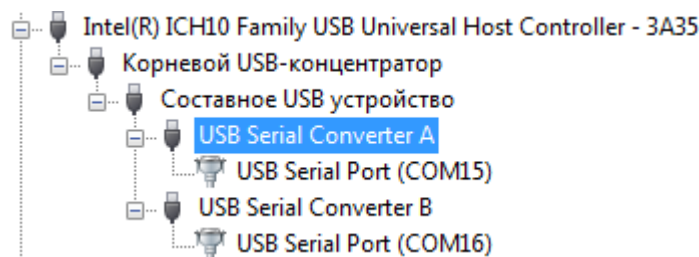 Intel(R) ICH10 Family USB Universal Host Controller - 3A35
Корневой USB-концентратор
Составное USB устройство
USB Serial Converter A
USB Serial Port (COM15)
USB Serial Converter B
USB Serial Port (COM16)